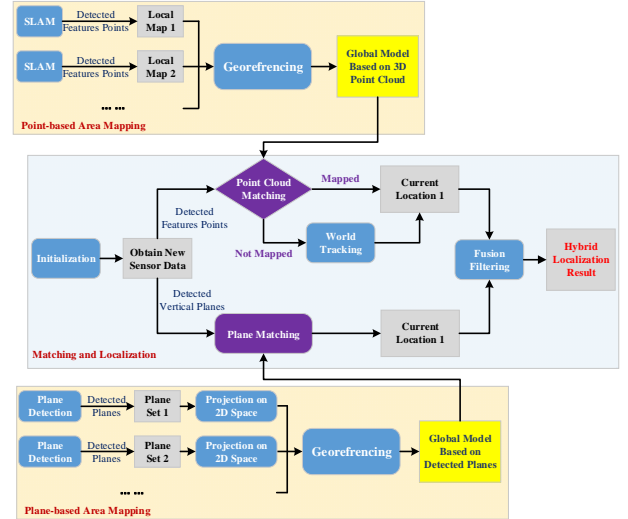 SLAM
Detected
Features Points
Local
Map 1
SLAM
Detected
Features Points
Local
Map 2
... ...
Georefrencing
Global Model
Based on 3D
Point Cloud
Point-based Area Mapping
Initialization
Obtain New
Sensor Data
Detected
Features Points
Detected
Vertical Planes
Point Cloud
Matching
Mapped
Not Mapped
World
Tracking
Current
Location 1
Plane Matching
Current
Location 1
Fusion
Filtering
Hybrid
Localization
Result
Matching and Localization
Plane
Detection
Detected
Planes
Plane
Set 1
Projection on
2D Space
Plane
Detection
Detected
Planes
Plane
Set 2
Projection on
2D Space
... ...
Georefrencing
Global Model
Based on
Detected Planes
Plane-based Area Mapping